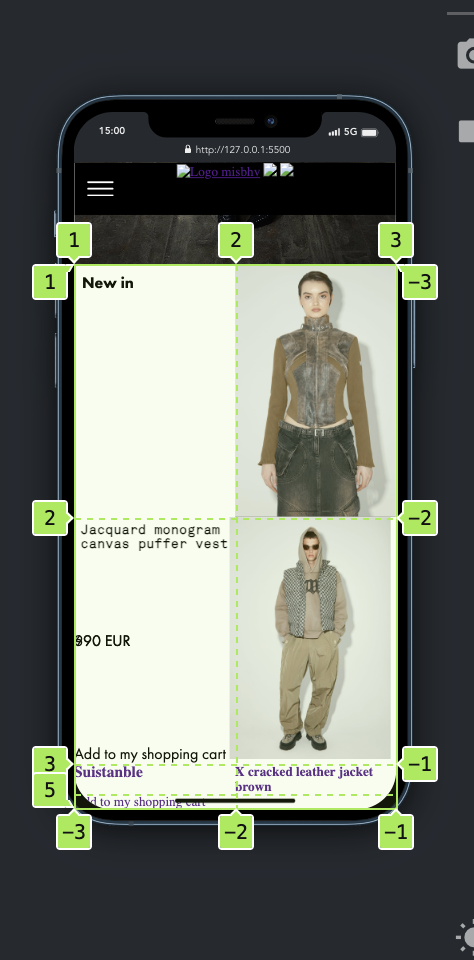 15:00
5G
http://127.0.0.1:5500
Logo misbhv
1
2
3
1
New in
–3
2
–2
Jacquard monogram
canvas puffer vest
890 EUR
Add to my shopping cart
3
–1
Suistanble
X cracked leather jacket
brown
5
Add to my shopping cart
–3
–2
–1